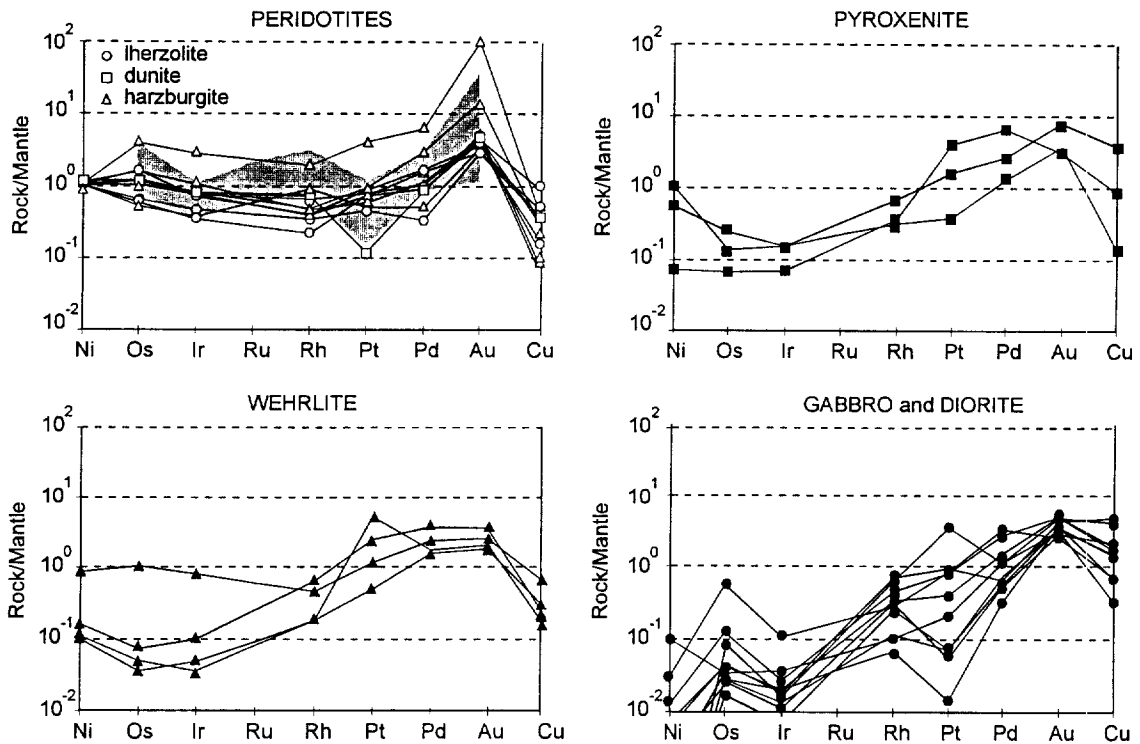 PERIDOTITES
10²
10¹
10⁰
10⁻¹
10⁻²
Rock/Mantle
lherzolite
dunite
harzburgite
Ni Os Ir Ru Rh Pt Pd Au Cu
PYROXENITE
10²
10¹
10⁰
10⁻¹
10⁻²
Rock/Mantle
Ni Os Ir Ru Rh Pt Pd Au Cu
WEHRLITE
10²
10¹
10⁰
10⁻¹
10⁻²
Rock/Mantle
Ni Os Ir Ru Rh Pt Pd Au Cu
GABBRO and DIORITE
10²
10¹
10⁰
10⁻¹
10⁻²
Rock/Mantle
Ni Os Ir Ru Rh Pt Pd Au Cu